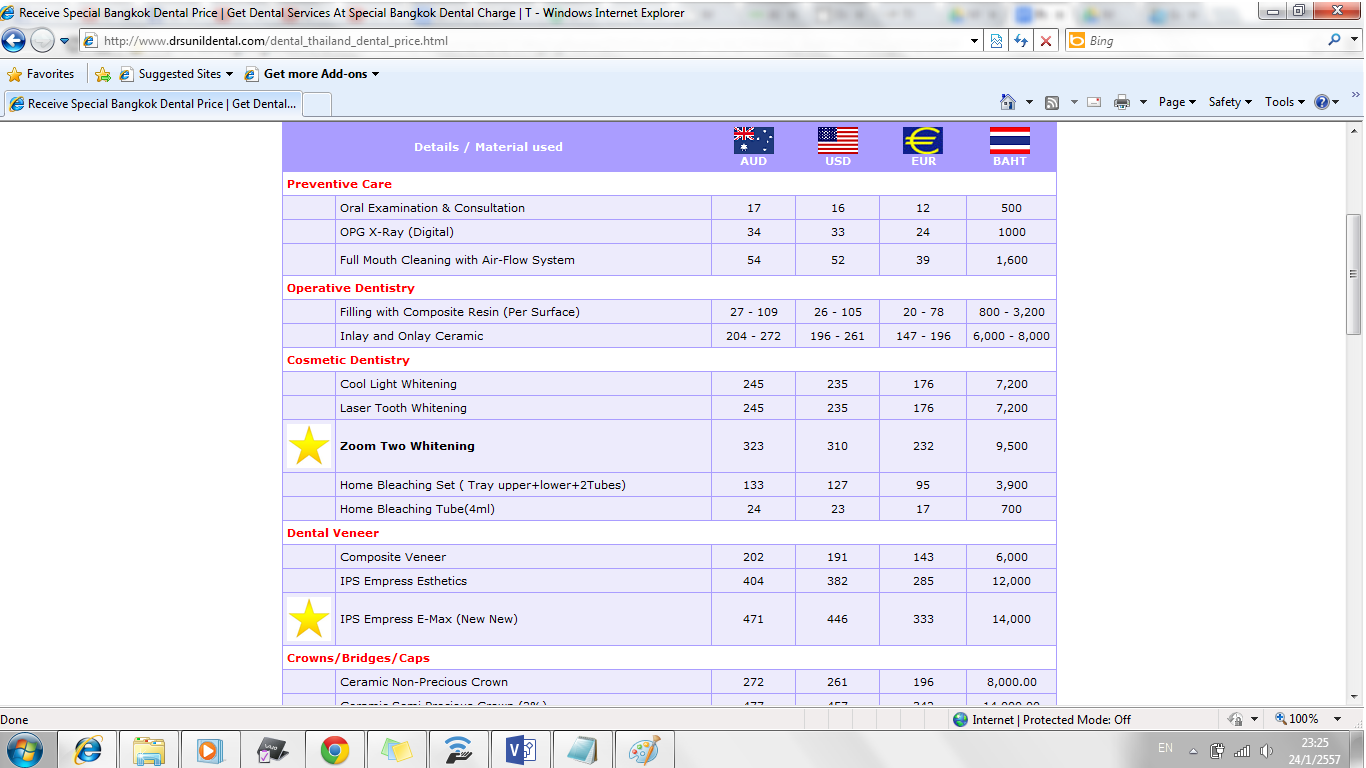 Receive Special Bangkok Dental Price | Get Dental Services At Special Bangkok Dental Charge | T - Windows Internet Explorer
http://www.drsunildental.com/dental_thailand_dental_price.html
Bing
Favorites Suggested Sites Get more Add-ons
Receive Special Bangkok Dental Price | Get Dental...
Page Safety Tools
Details / Material used AUD USD EUR BAHT
Preventive Care
Oral Examination & Consultation 17 16 12 500
OPG X-Ray (Digital) 34 33 24 1000
Full Mouth Cleaning with Air-Flow System 54 52 39 1,600
Operative Dentistry
Filling with Composite Resin (Per Surface) 27 - 109 26 - 105 20 - 78 800 - 3,200
Inlay and Onlay Ceramic 204 - 272 196 - 261 147 - 196 6,000 - 8,000
Cosmetic Dentistry
Cool Light Whitening 245 235 176 7,200
Laser Tooth Whitening 245 235 176 7,200
Zoom Two Whitening 323 310 232 9,500
Home Bleaching Set ( Tray upper+lower+2Tubes) 133 127 95 3,900
Home Bleaching Tube(4ml) 24 23 17 700
Dental Veneer
Composite Veneer 202 191 143 6,000
IPS Empress Esthetics 404 382 285 12,000
IPS Empress E-Max (New New) 471 446 333 14,000
Crowns/Bridges/Caps
Ceramic Non-Precious Crown 272 261 196 8,000.00
Done Internet | Protected Mode: Off 100%
EN 23:25
24/1/2557